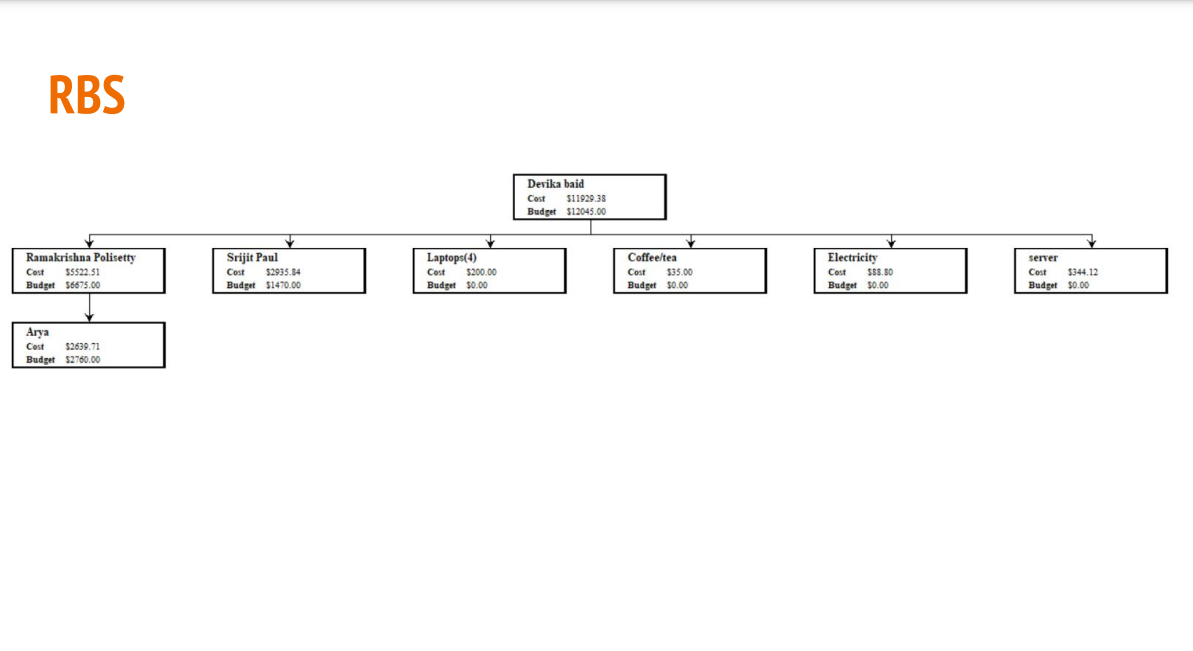 RBS
Devika baid
Cost $11929.38
Budget $12045.00
Ramakrishna Polisetty
Cost $5522.51
Budget $6675.00
Srijit Paul
Cost $2935.84
Budget $1470.00
Laptops(4)
Cost $200.00
Budget $0.00
Coffee/tea
Cost $35.00
Budget $0.00
Electricity
Cost $88.80
Budget $0.00
server
Cost $344.12
Budget $0.00
Arya
Cost $2639.71
Budget $2760.00